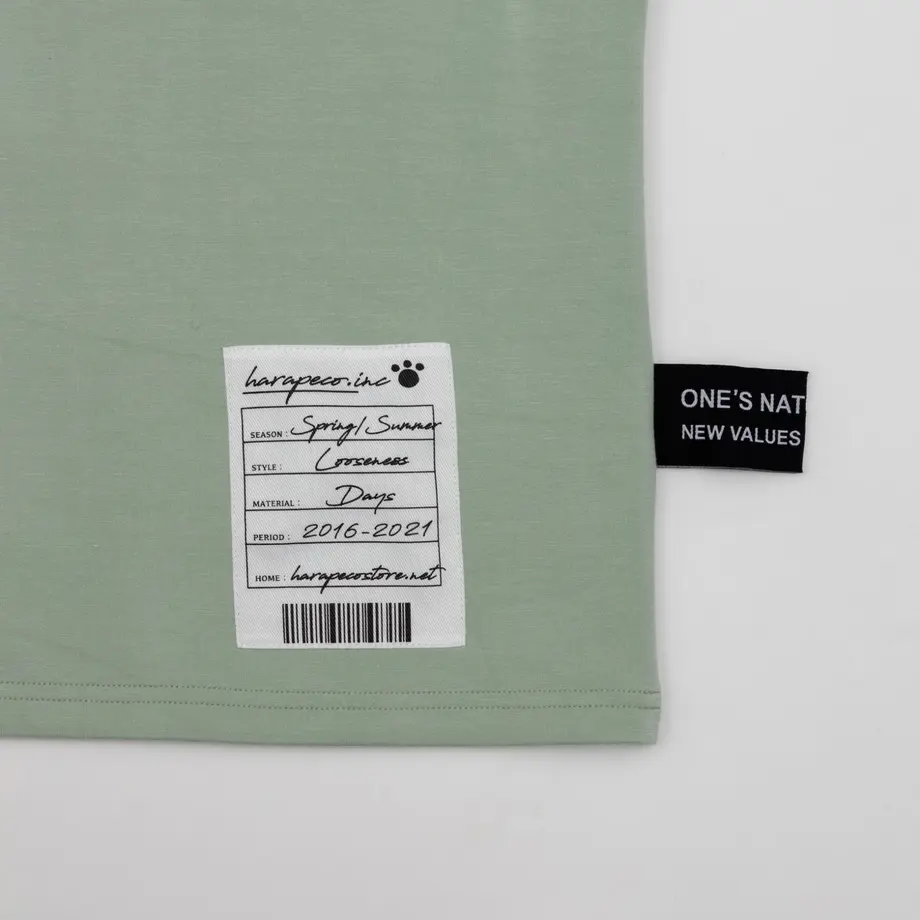 harapeco.inc
SEASON : Spring/Summer
STYLE : Looseness
MATERIAL : Days
PERIOD : 2016-2021
HOME : harapecostore.net
ONE'S NAT
NEW VALUES